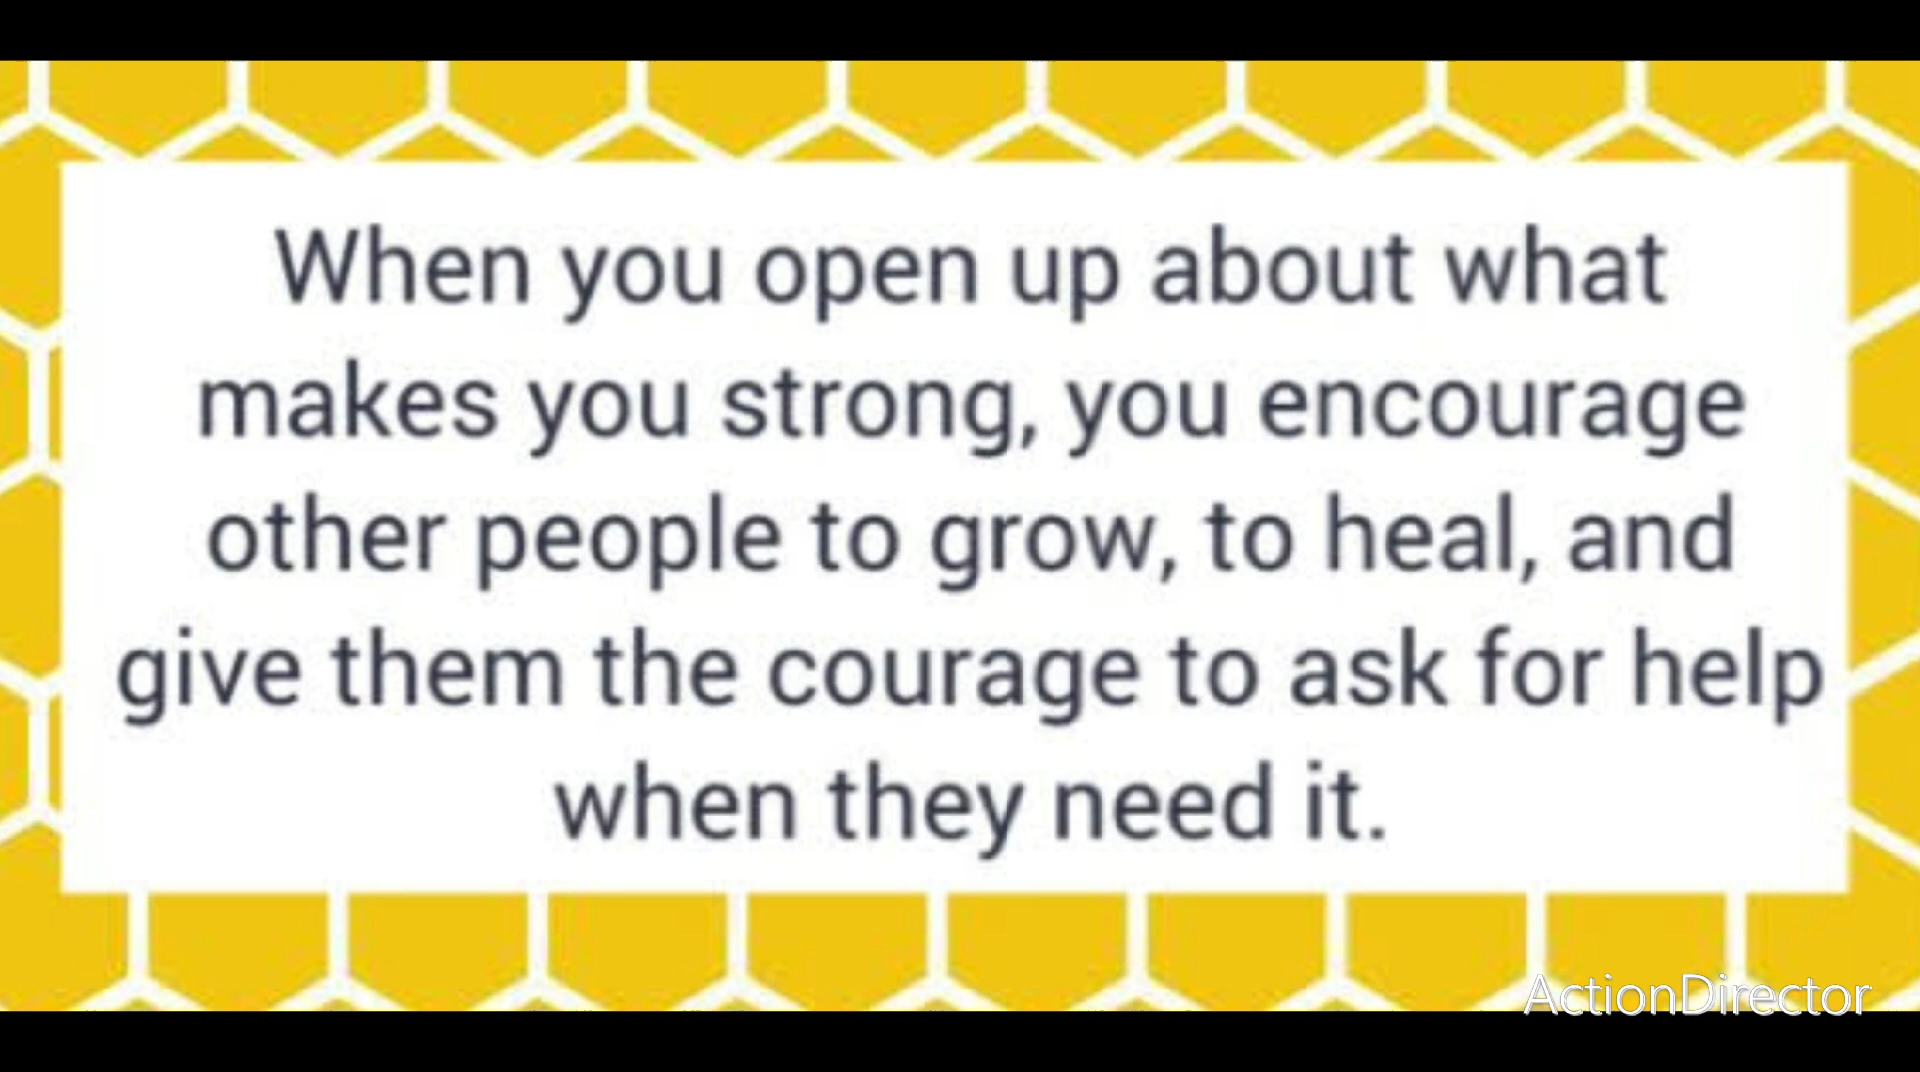 When you open up about what
makes you strong, you encourage
other people to grow, to heal, and
give them the courage to ask for help
when they need it.
ActionDirector